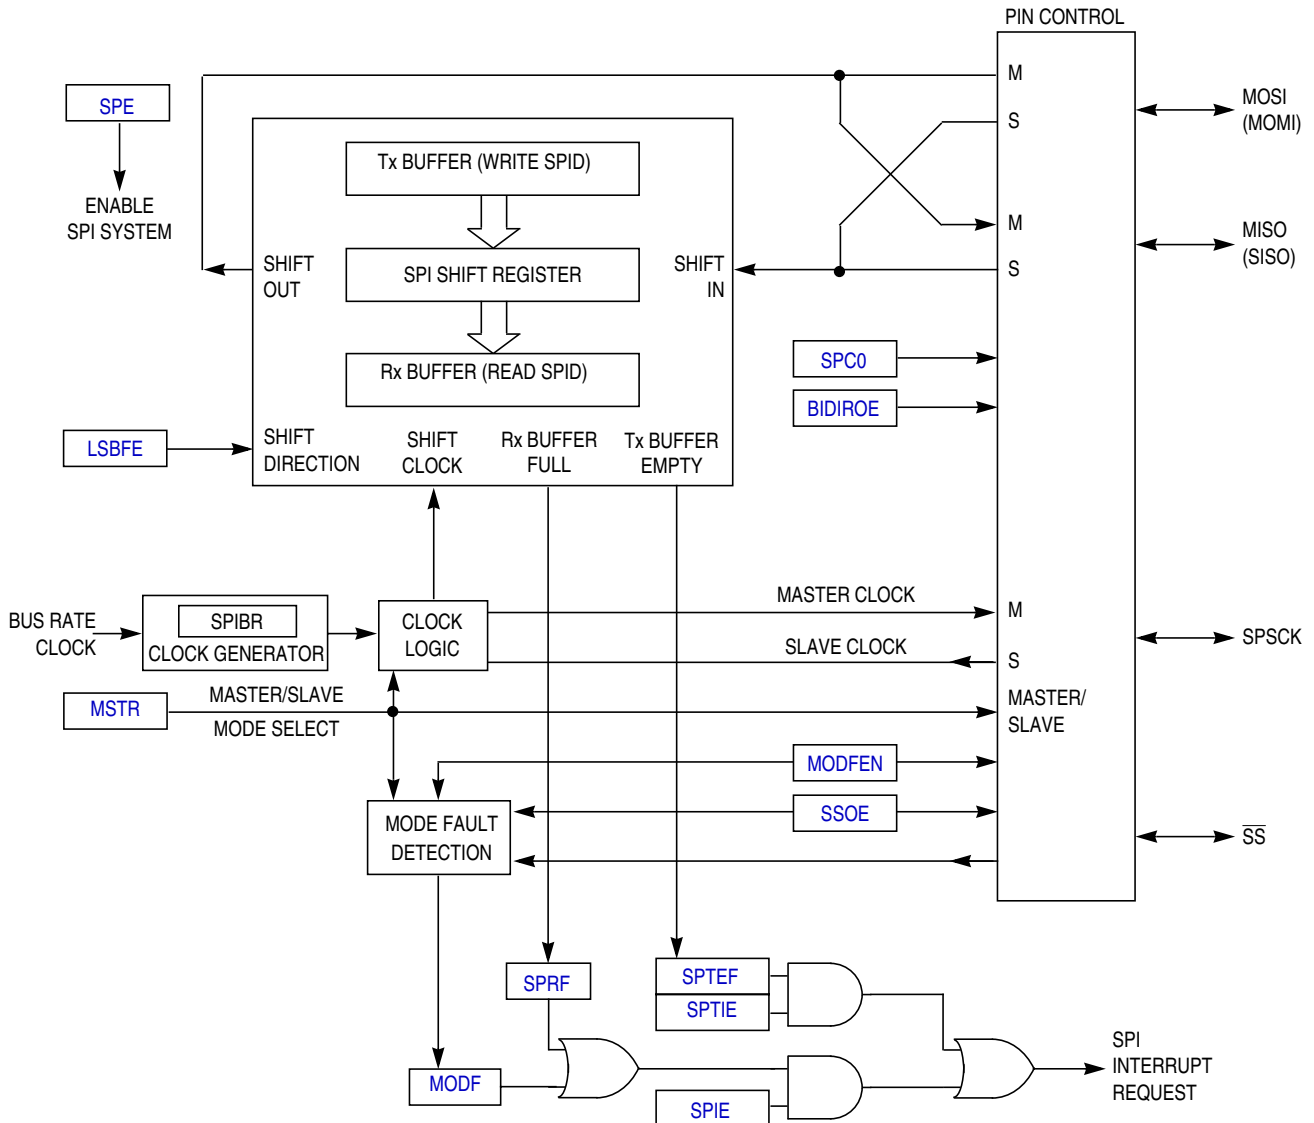 PIN CONTROL
M
MOSI
(MOMI)
SPE
S
Tx BUFFER (WRITE SPID)
ENABLE
SPI SYSTEM
M
MISO
(SISO)
SHIFT
OUT
SPI SHIFT REGISTER
SHIFT
IN
S
SPC0
Rx BUFFER (READ SPID)
BIDIROE
LSBFE
SHIFT
DIRECTION
SHIFT
CLOCK
Rx BUFFER
FULL
Tx BUFFER
EMPTY
MASTER CLOCK
M
BUS RATE
CLOCK
SPIBR
CLOCK GENERATOR
CLOCK
LOGIC
SLAVE CLOCK
S
SPSCK
MSTR
MASTER/SLAVE
MODE SELECT
MASTER/
SLAVE
MODFEN
MODE FAULT
DETECTION
SSOE
SS
SPRF
SPTEF
SPTIE
MODF
SPIE
SPI
INTERRUPT
REQUEST